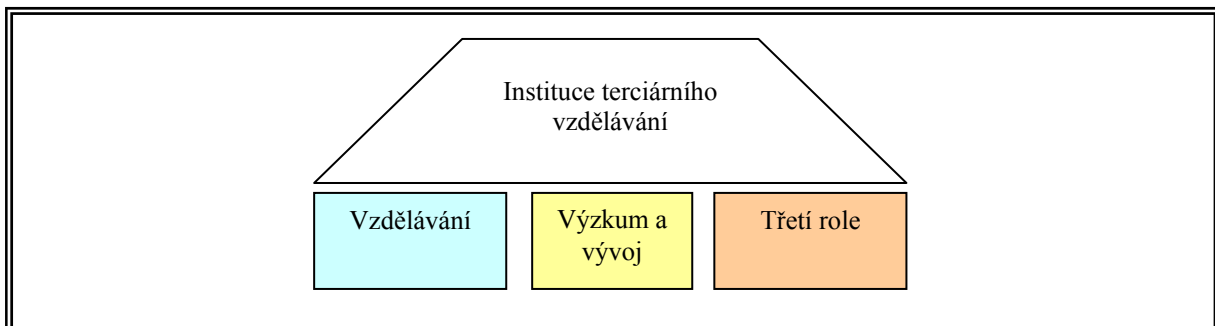 Instituce terciárního
vzdělávání
Vzdělávání
Výzkum a
vývoj
Třetí role